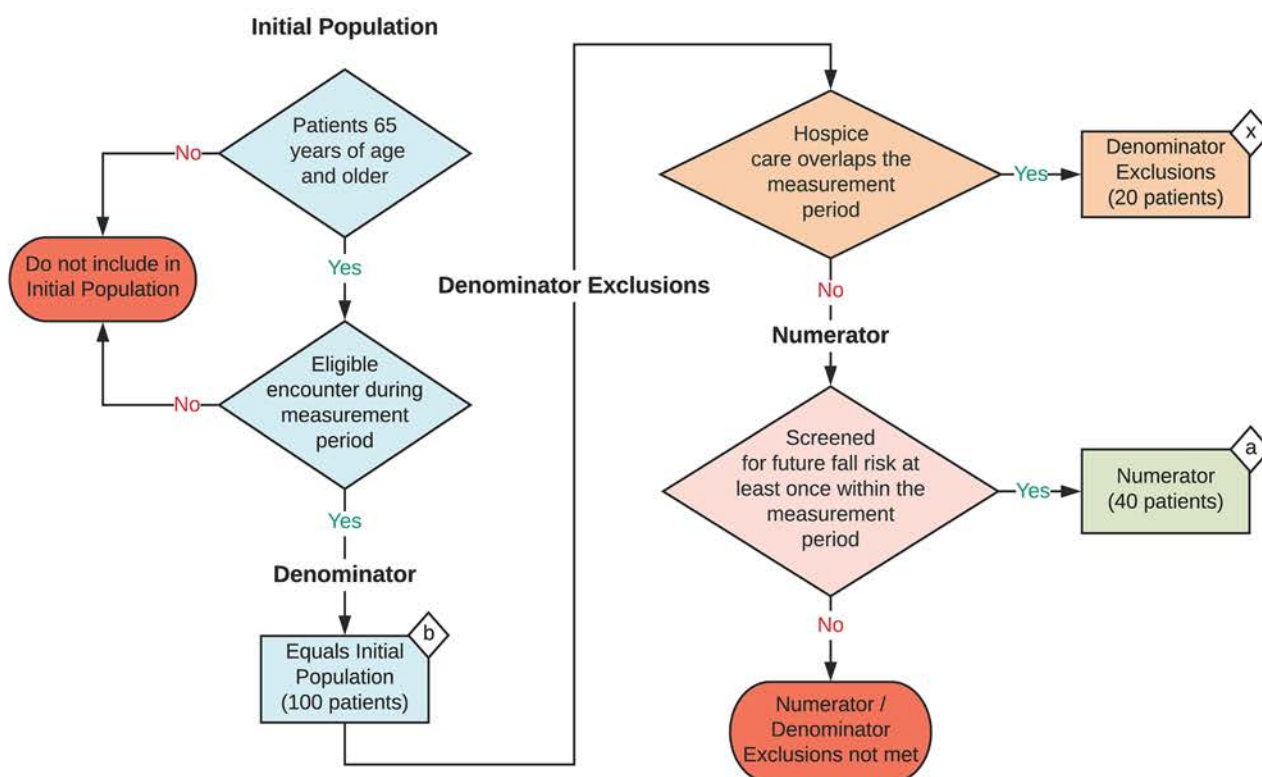 Initial Population
Patients 65
years of age
and older
No
Do not include in
Initial Population
Yes
Eligible
encounter during
measurement
period
No
Yes
Denominator
b
Equals Initial
Population
(100 patients)
Denominator Exclusions
Hospice
care overlaps the
measurement
period
Yes
x
Denominator
Exclusions
(20 patients)
No
Numerator
Screened
for future fall risk at
least once within the
measurement
period
Yes
a
Numerator
(40 patients)
No
Numerator /
Denominator
Exclusions not met